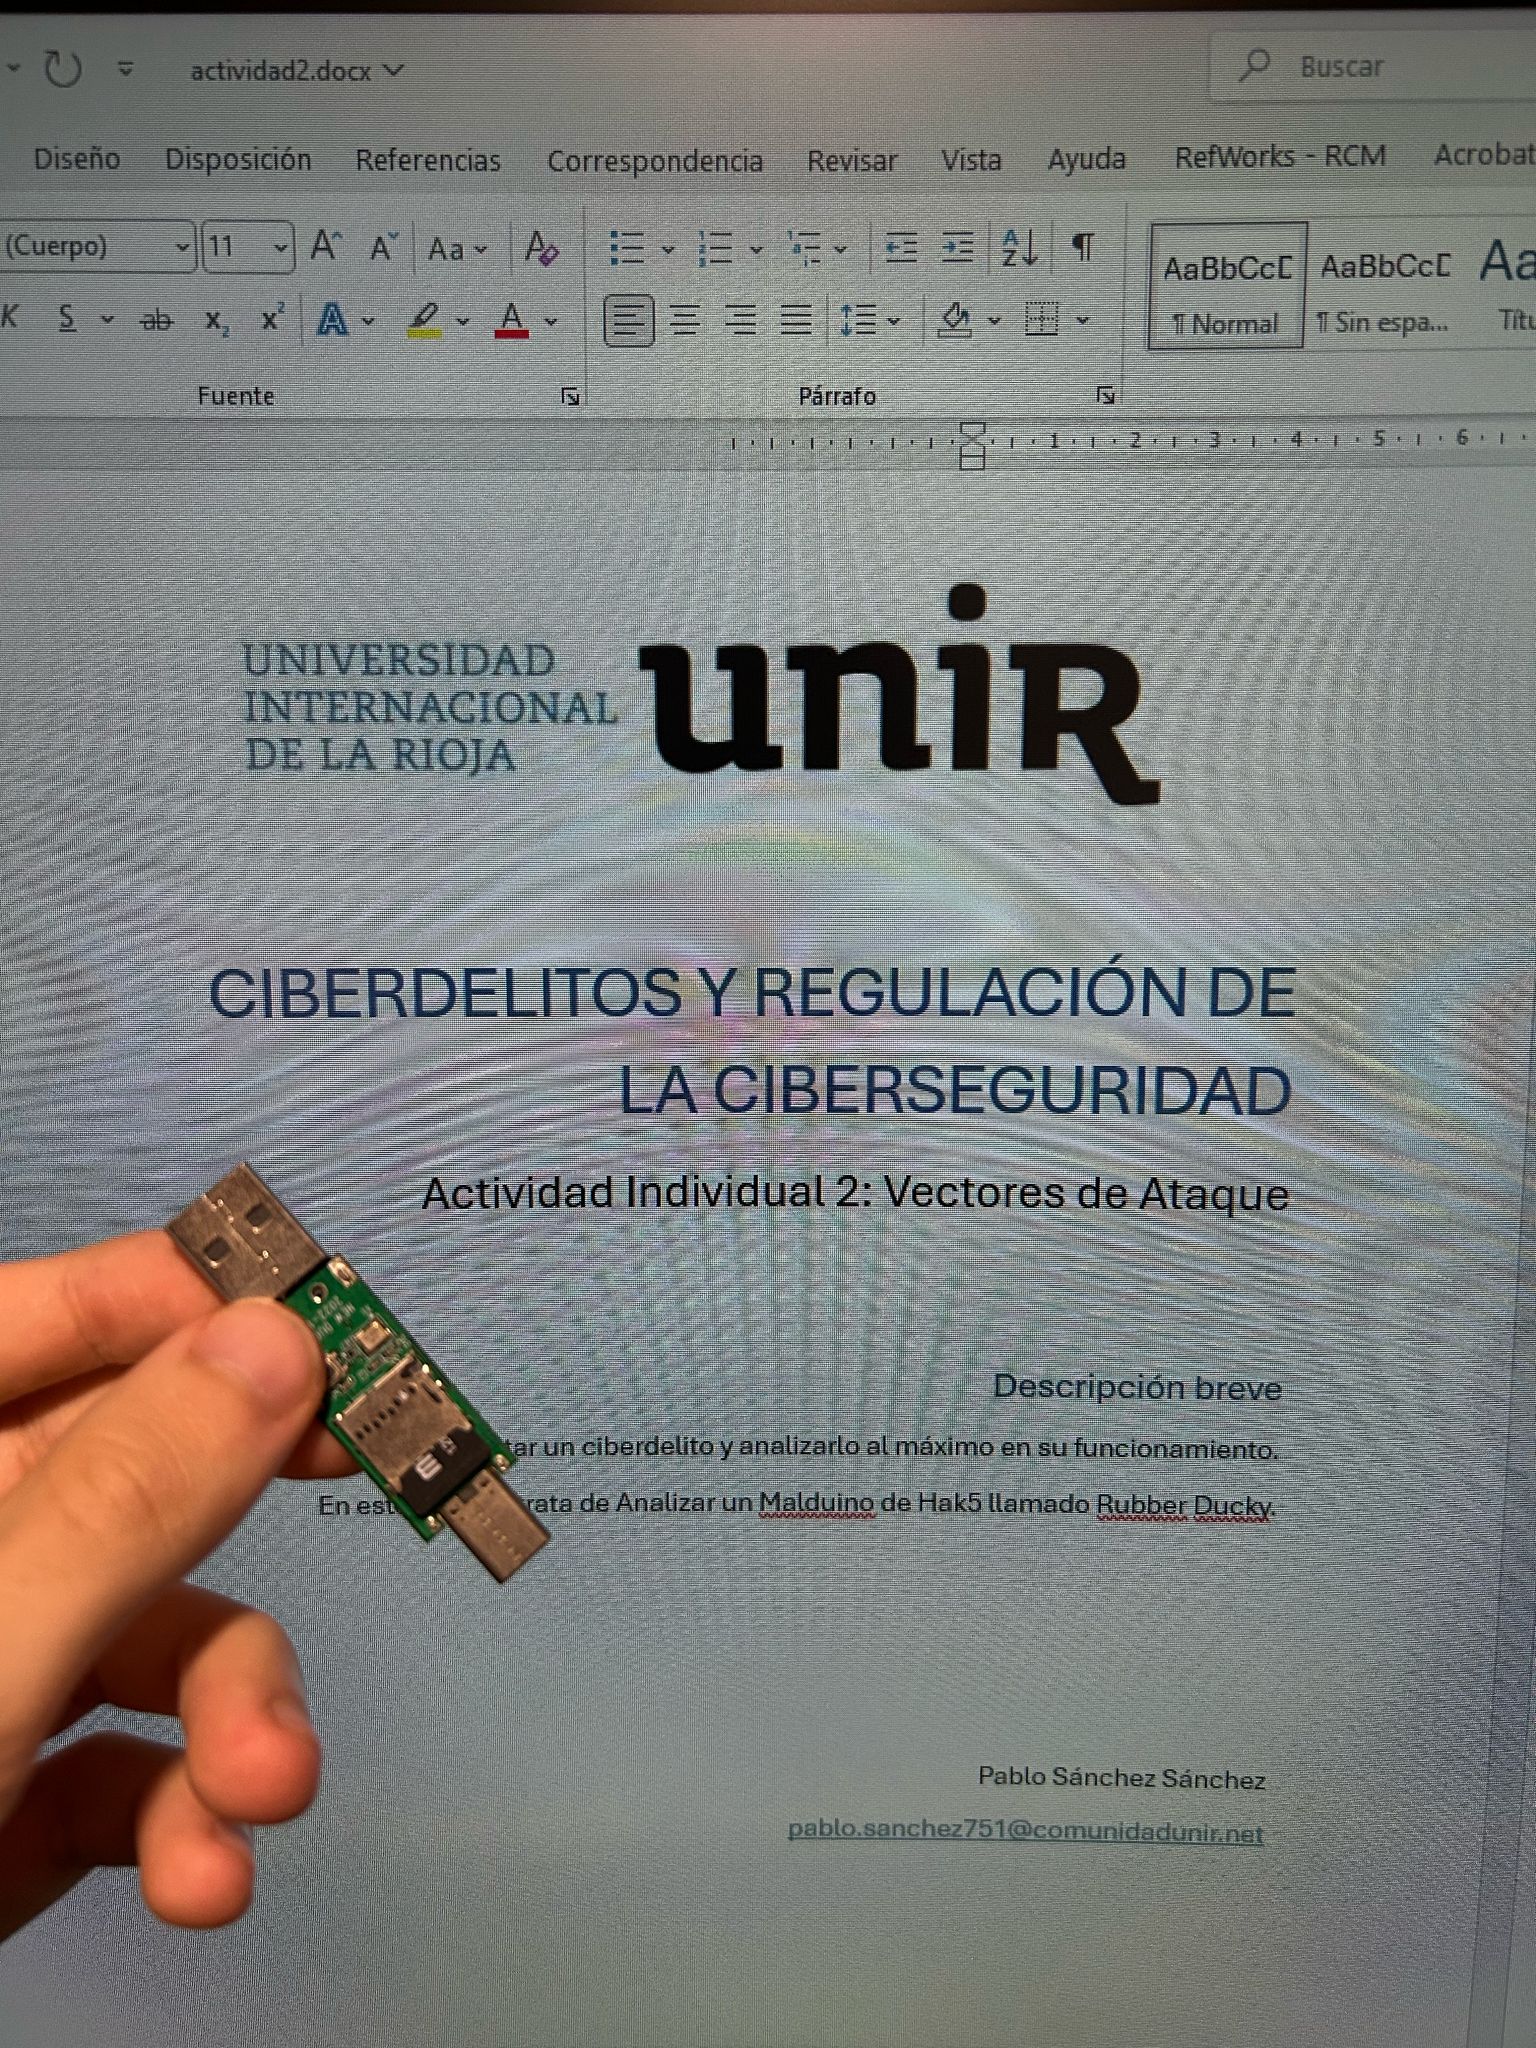 actividad2.docx
Buscar
Diseño Disposición Referencias Correspondencia Revisar Vista Ayuda RefWorks - RCM Acrobat
(Cuerpo) 11 A A Aa A AaBbCcD AaBbCcD Aa
K S ab x₂ x² A A ¶ Normal ¶ Sin espa... Títu
Fuente Párrafo
1 2 3 4 5 6
UNIVERSIDAD
INTERNACIONAL
DE LA RIOJA
unir
CIBERDELITOS Y REGULACIÓN DE
LA CIBERSEGURIDAD
Actividad Individual 2: Vectores de Ataque
Descripción breve
tar un ciberdelito y analizarlo al máximo en su funcionamiento.
En est rata de Analizar un Malduino de Hak5 llamado Rubber Ducky.
Pablo Sánchez Sánchez
pablo.sanchez751@comunidadunir.net